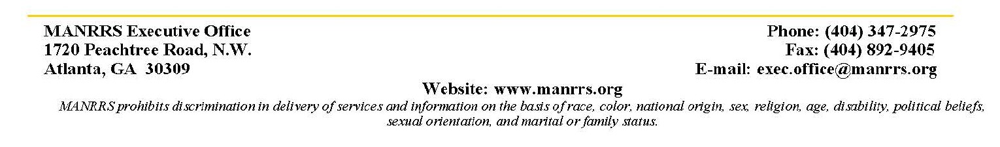 MANRRS Executive Office
Phone: (404) 347-2975
1720 Peachtree Road, N.W.
Fax: (404) 892-9405
Atlanta, GA  30309
E-mail: exec.office@manrrs.org
Website: www.manrrs.org
MANRRS prohibits discrimination in delivery of services and information on the basis of race, color, national origin, sex, religion, age, disability, political beliefs,
sexual orientation, and marital or family status.